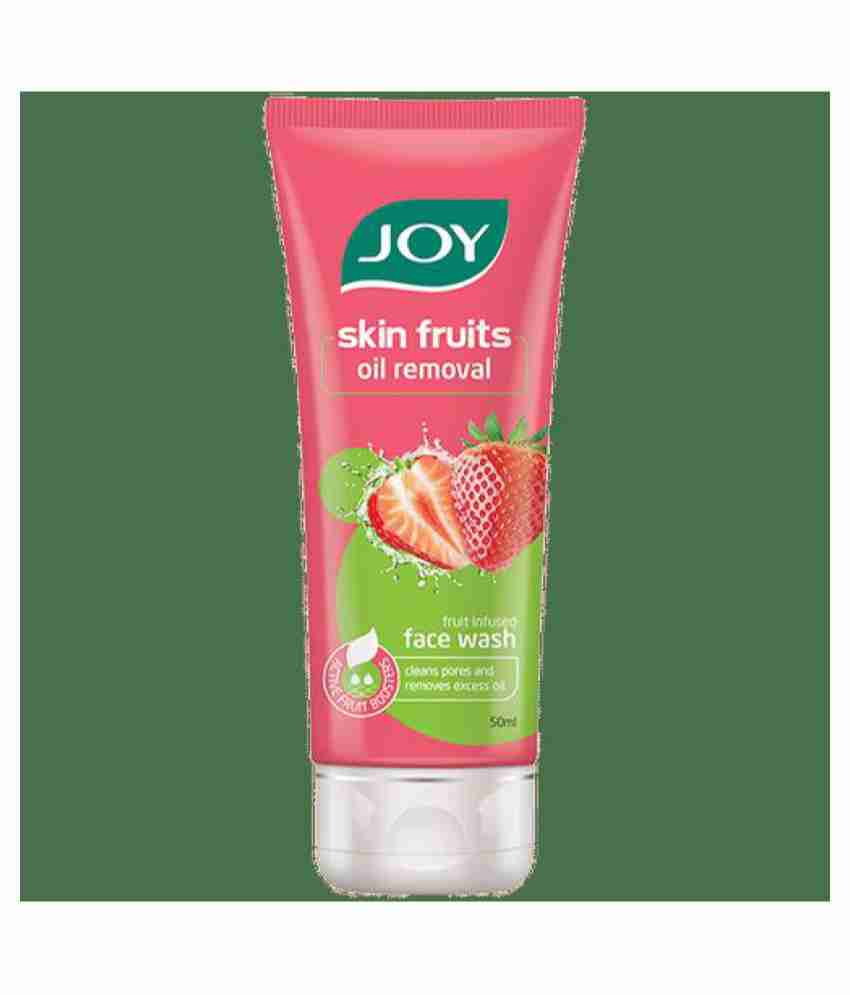 JOY
skin fruits
oil removal
fruit infused
face wash
cleans pores and
removes excess oil
ACTIVE FRUIT BOOSTERS
50ml